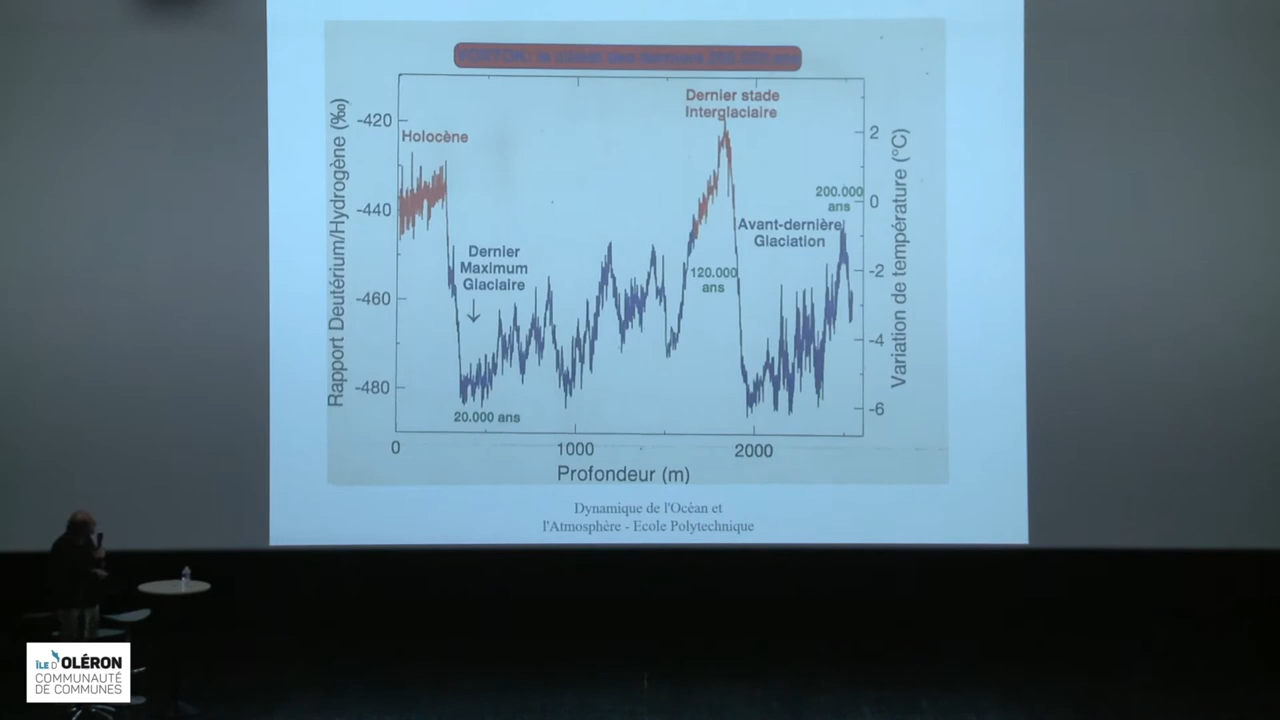 -420
-440
-460
-480
Rapport Deutérium/Hydrogène (‰)
Holocène
Dernier
Maximum
Glaciaire
20.000 ans
Dernier stade
Interglaciaire
120.000
ans
Avant-dernière
Glaciation
200.000
ans
2
0
-2
-4
-6
Variation de température (°C)
0
1000
2000
Profondeur (m)
Dynamique de l'Océan et
l'Atmosphère - Ecole Polytechnique
ÎLE D'OLÉRON
COMMUNAUTÉ
DE COMMUNES